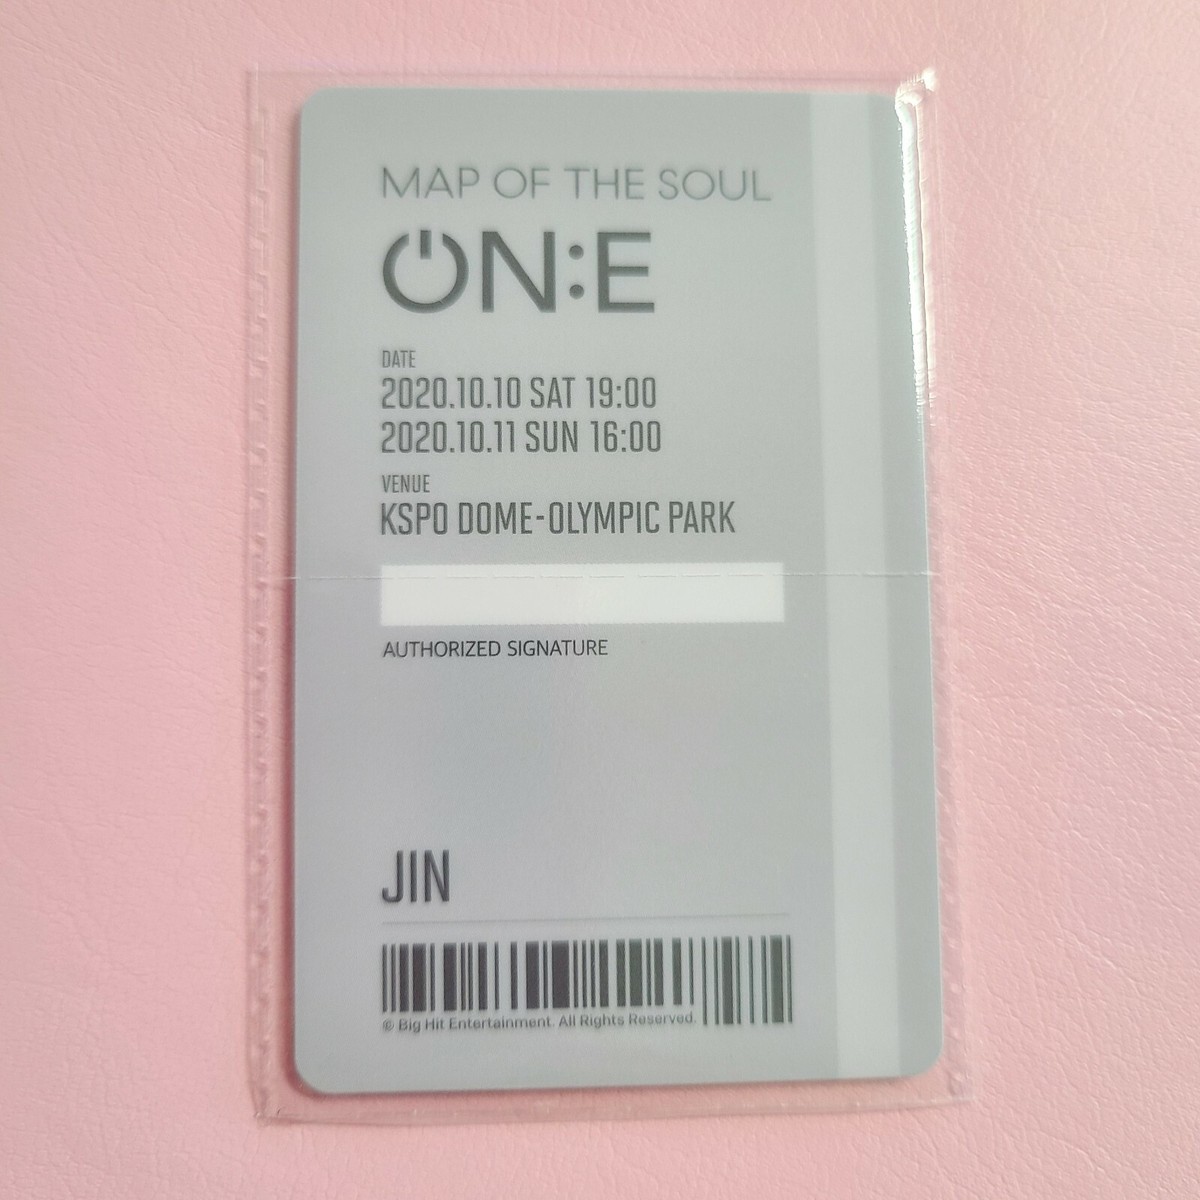 MAP OF THE SOUL
ON:E
DATE
2020.10.10 SAT 19:00
2020.10.11 SUN 16:00
VENUE
KSPO DOME-OLYMPIC PARK
AUTHORIZED SIGNATURE
JIN
© Big Hit Entertainment. All Rights Reserved.